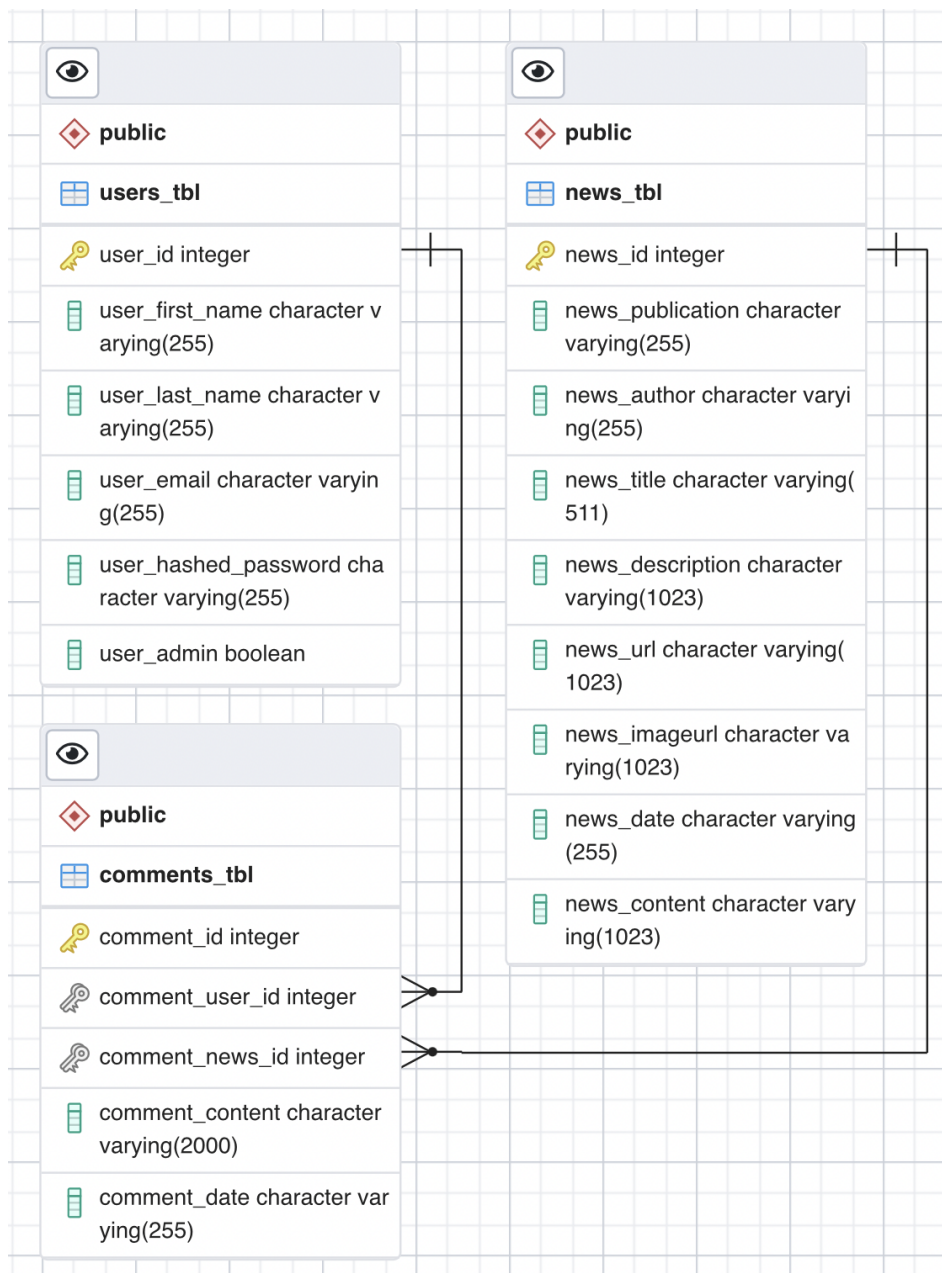 public
users_tbl
user_id integer
user_first_name character v
arying(255)
user_last_name character v
arying(255)
user_email character varyin
g(255)
user_hashed_password cha
racter varying(255)
user_admin boolean
public
comments_tbl
comment_id integer
comment_user_id integer
comment_news_id integer
comment_content character
varying(2000)
comment_date character var
ying(255)
public
news_tbl
news_id integer
news_publication character
varying(255)
news_author character varyi
ng(255)
news_title character varying(
511)
news_description character
varying(1023)
news_url character varying(
1023)
news_imageurl character va
rying(1023)
news_date character varying
(255)
news_content character vary
ing(1023)